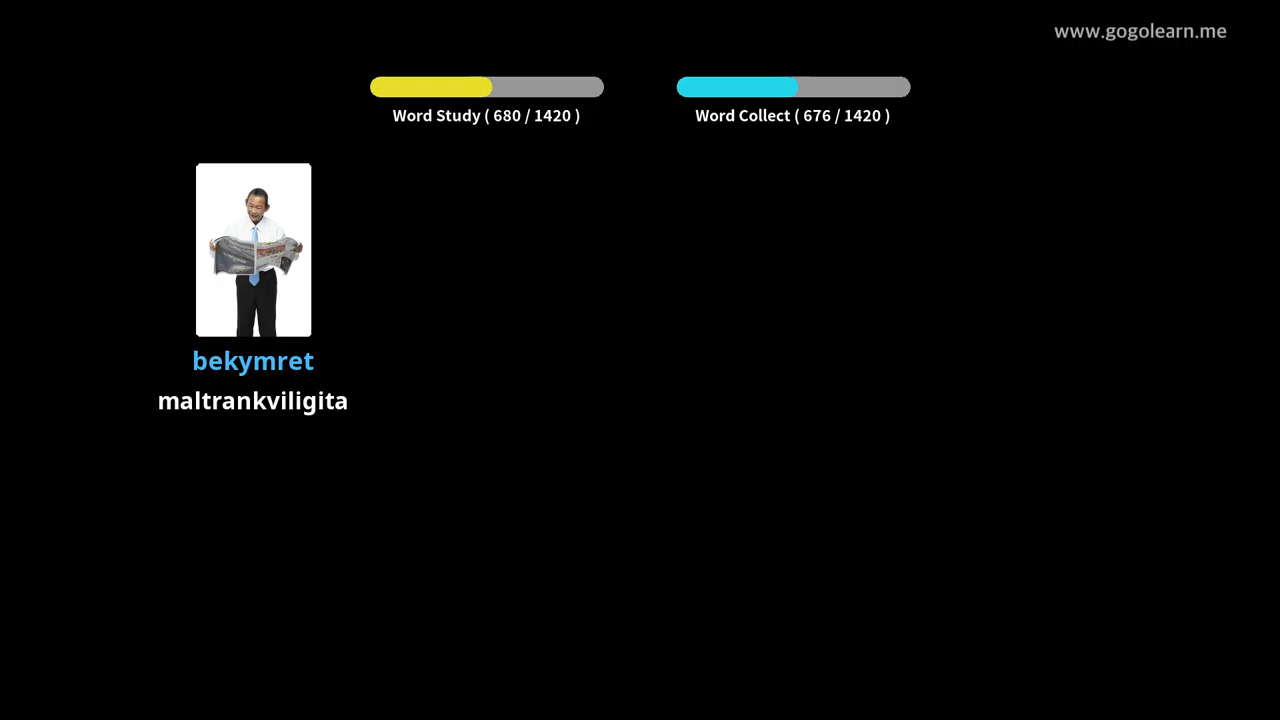 www.gogolearn.me
Word Study ( 680 / 1420 )
Word Collect ( 676 / 1420 )
bekymret
maltrankviligita